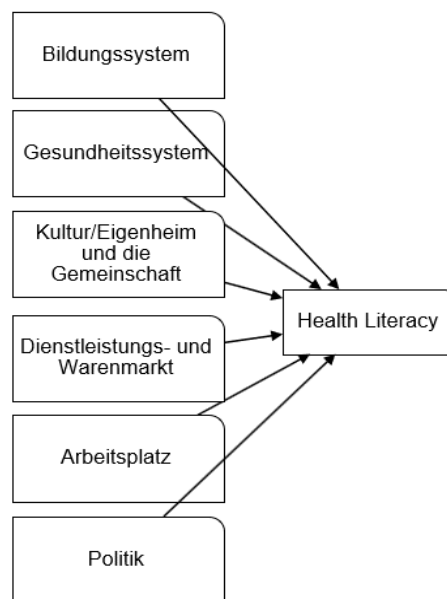 Bildungssystem
Gesundheitssystem
Kultur/Eigenheim
und die
Gemeinschaft
Health Literacy
Dienstleistungs- und
Warenmarkt
Arbeitsplatz
Politik